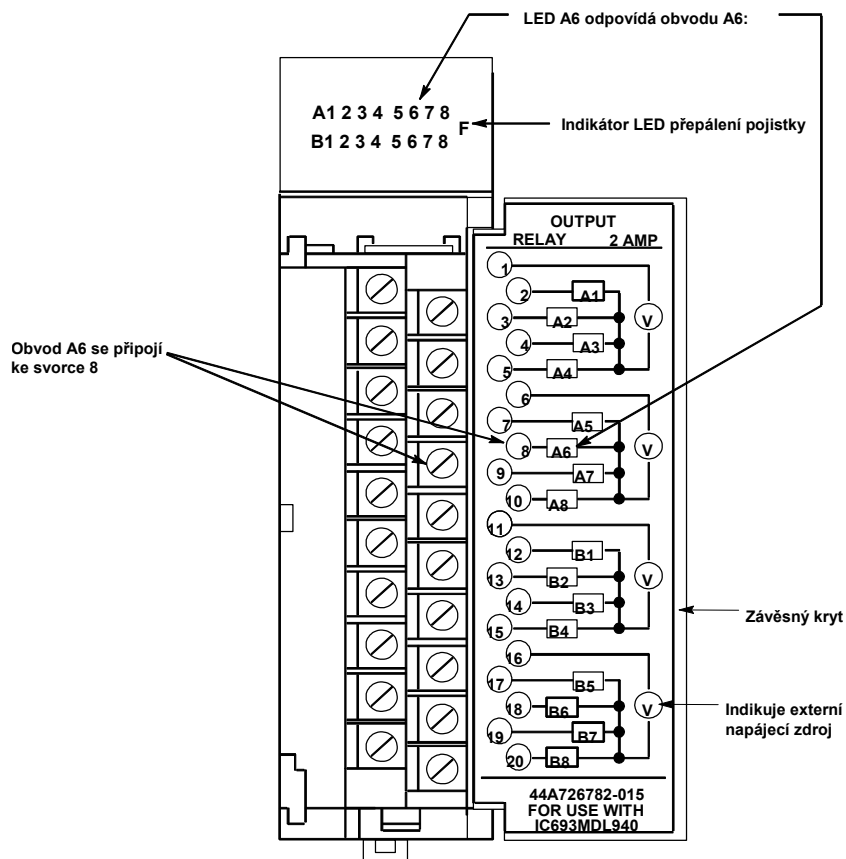 LED A6 odpovídá obvodu A6:
A1 2 3 4 5 6 7 8
F
B1 2 3 4 5 6 7 8
Indikátor LED přepálení pojistky
OUTPUT
RELAY 2 AMP
1
2 A1
3 A2
V
4 A3
5 A4
Obvod A6 se připojí
ke svorce 8
6
7 A5
8 A6
V
9 A7
10 A8
11
12 B1
13 B2
V
14 B3
15 B4
Závěsný kryt
16
17 B5
18 B6
V
19 B7
20 B8
Indikuje externí
napájecí zdroj
44A726782-015
FOR USE WITH
IC693MDL940